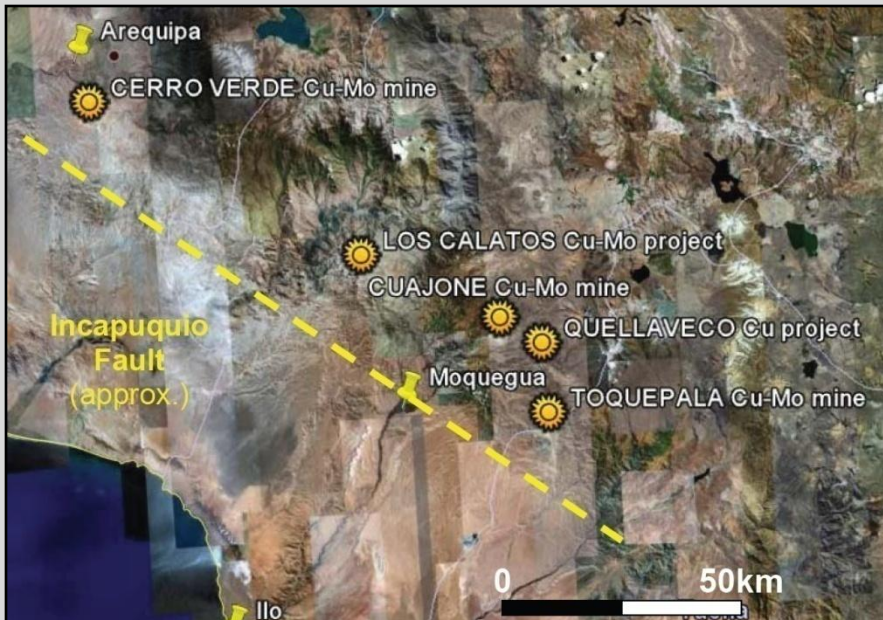 Arequipa
CERRO VERDE Cu-Mo mine
LOS CALATOS Cu-Mo project
CUAJONE Cu-Mo mine
Incapuquio
Fault
(approx.)
QUELLAVECO Cu project
Moquegua
TOQUEPALA Cu-Mo mine
0 50km
Ilo